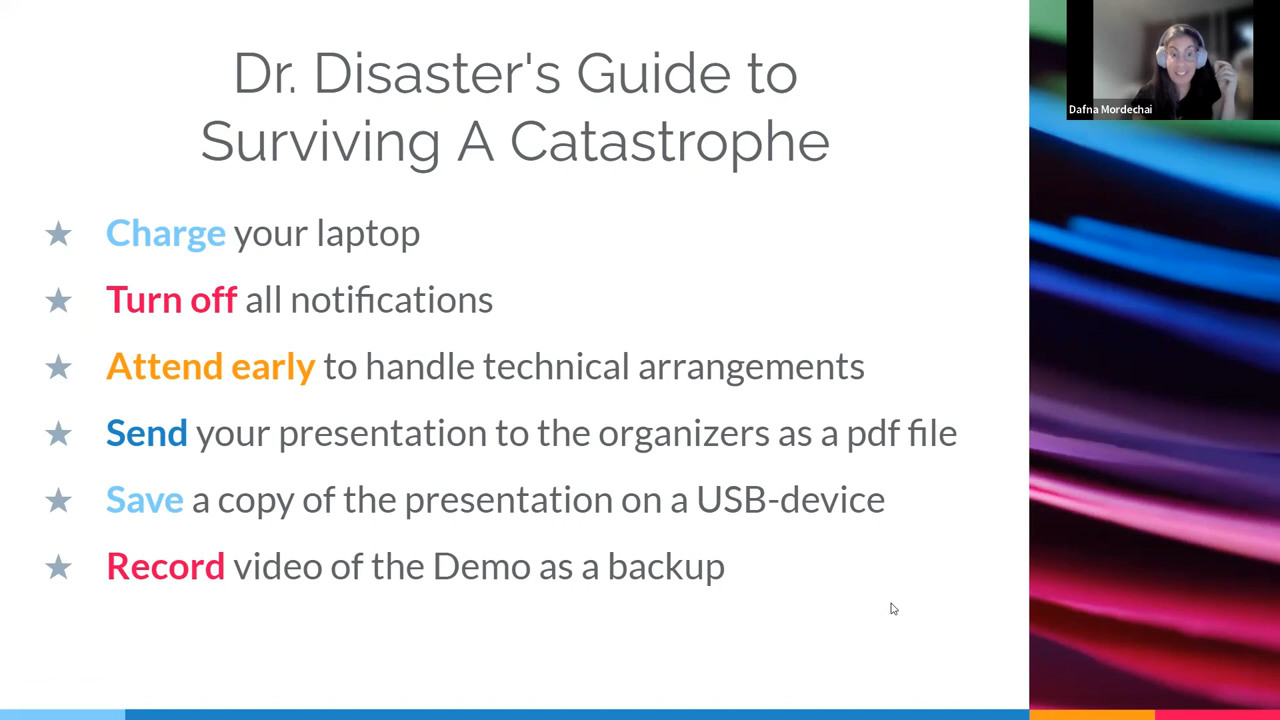 Dr. Disaster's Guide to
Surviving A Catastrophe
★ Charge your laptop
★ Turn off all notifications
★ Attend early to handle technical arrangements
★ Send your presentation to the organizers as a pdf file
★ Save a copy of the presentation on a USB-device
★ Record video of the Demo as a backup
Dafna Mordechai